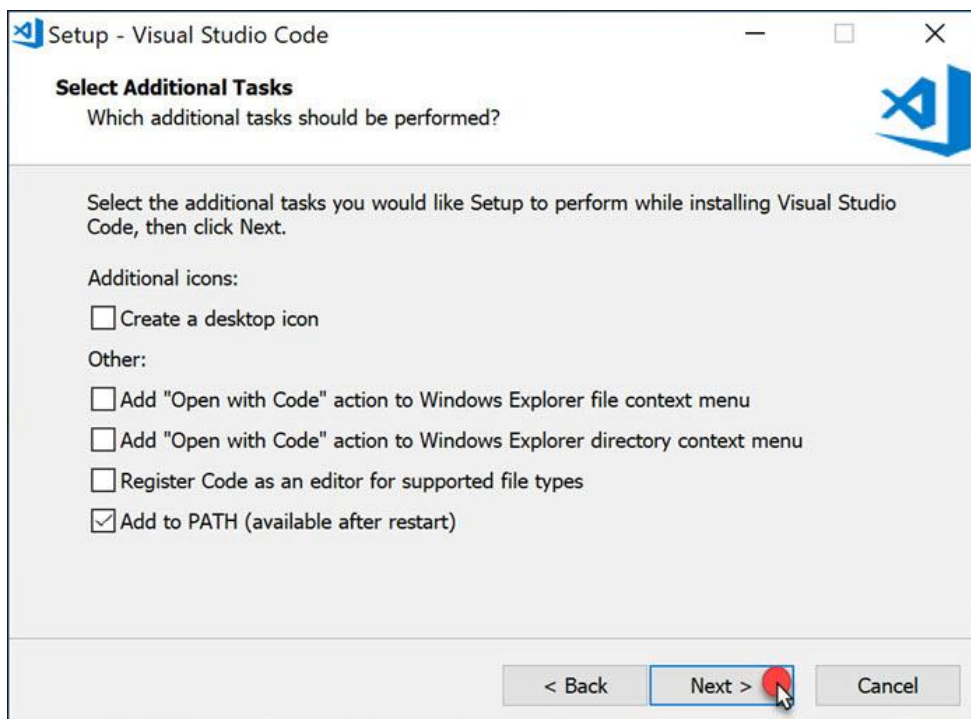 Setup - Visual Studio Code
Select Additional Tasks
Which additional tasks should be performed?
Select the additional tasks you would like Setup to perform while installing Visual Studio
Code, then click Next.
Additional icons:
Create a desktop icon
Other:
Add "Open with Code" action to Windows Explorer file context menu
Add "Open with Code" action to Windows Explorer directory context menu
Register Code as an editor for supported file types
Add to PATH (available after restart)
< Back Next > Cancel